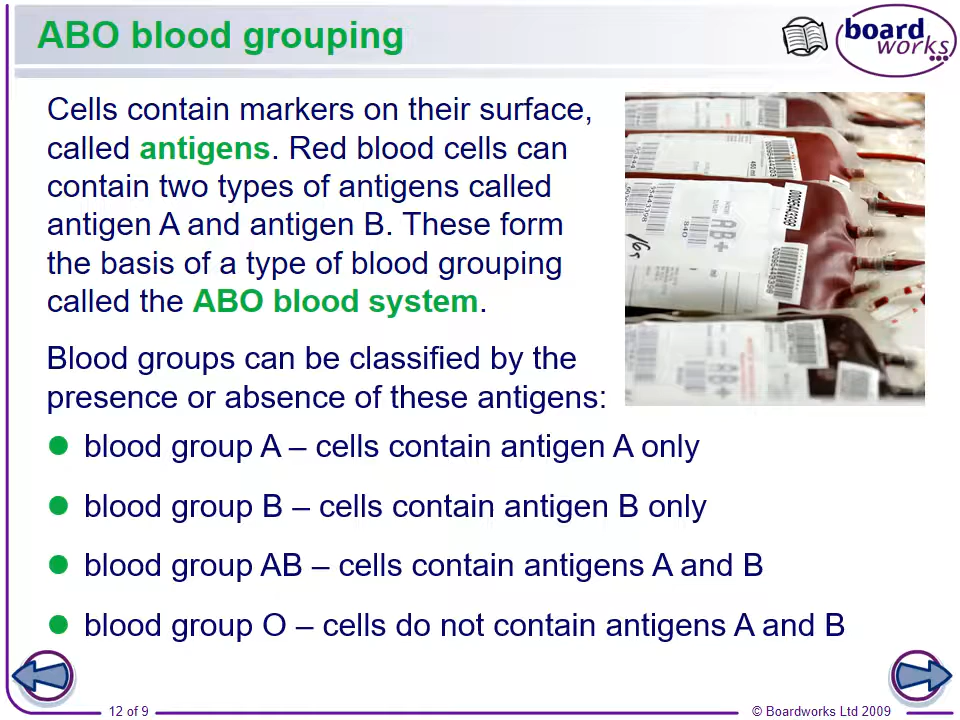 ABO blood grouping
board
works
Cells contain markers on their surface,
called antigens. Red blood cells can
contain two types of antigens called
antigen A and antigen B. These form
the basis of a type of blood grouping
called the ABO blood system.
AB+
AB+
Blood groups can be classified by the
presence or absence of these antigens:
blood group A – cells contain antigen A only
blood group B – cells contain antigen B only
blood group AB – cells contain antigens A and B
blood group O – cells do not contain antigens A and B
12 of 9
© Boardworks Ltd 2009